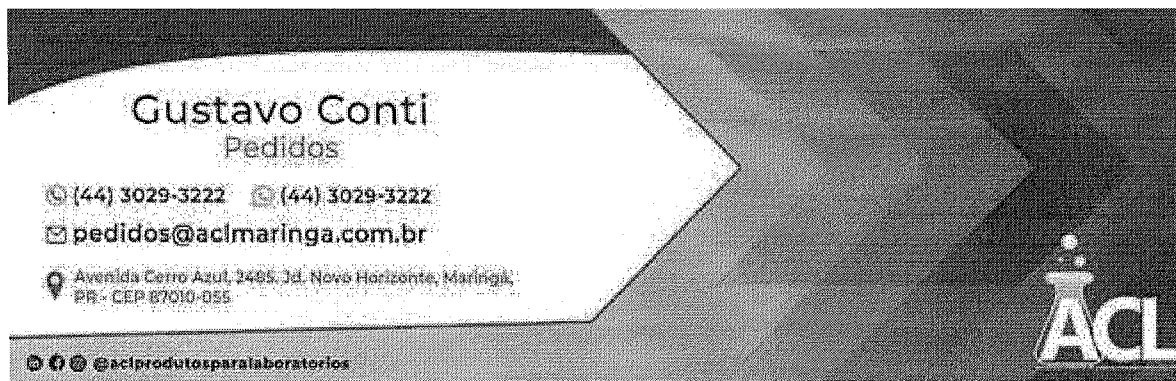 Gustavo Conti
Pedidos
(44) 3029-3222 (44) 3029-3222
pedidos@aclmaringa.com.br
Avenida Cerro Azul, 2485. Jd. Novo Horizonte, Maringá,
PR - CEP 87010-055
@aclprodutosparalaboratorios
ACL